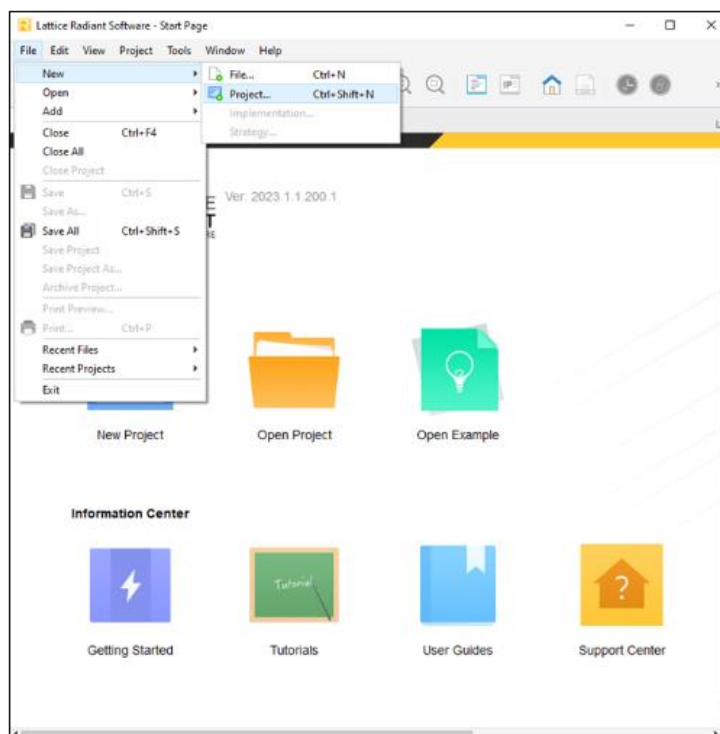 Lattice Radiant Software - Start Page
File Edit View Project Tools Window Help
New
File... Ctrl+N
Open
Project... Ctrl+Shift+N
Add
Implementation...
Close Ctrl+F4
Strategy...
Close All
Close Project
Save Ctrl+S
Ver: 2023.1.1.200.1
Save As...
Save All Ctrl+Shift+S
Save Project
Save Project As...
Archive Project...
Print Preview...
Print... Ctrl+P
Recent Files
Recent Projects
Exit
New Project Open Project Open Example
Information Center
Tutorial
Getting Started Tutorials User Guides Support Center